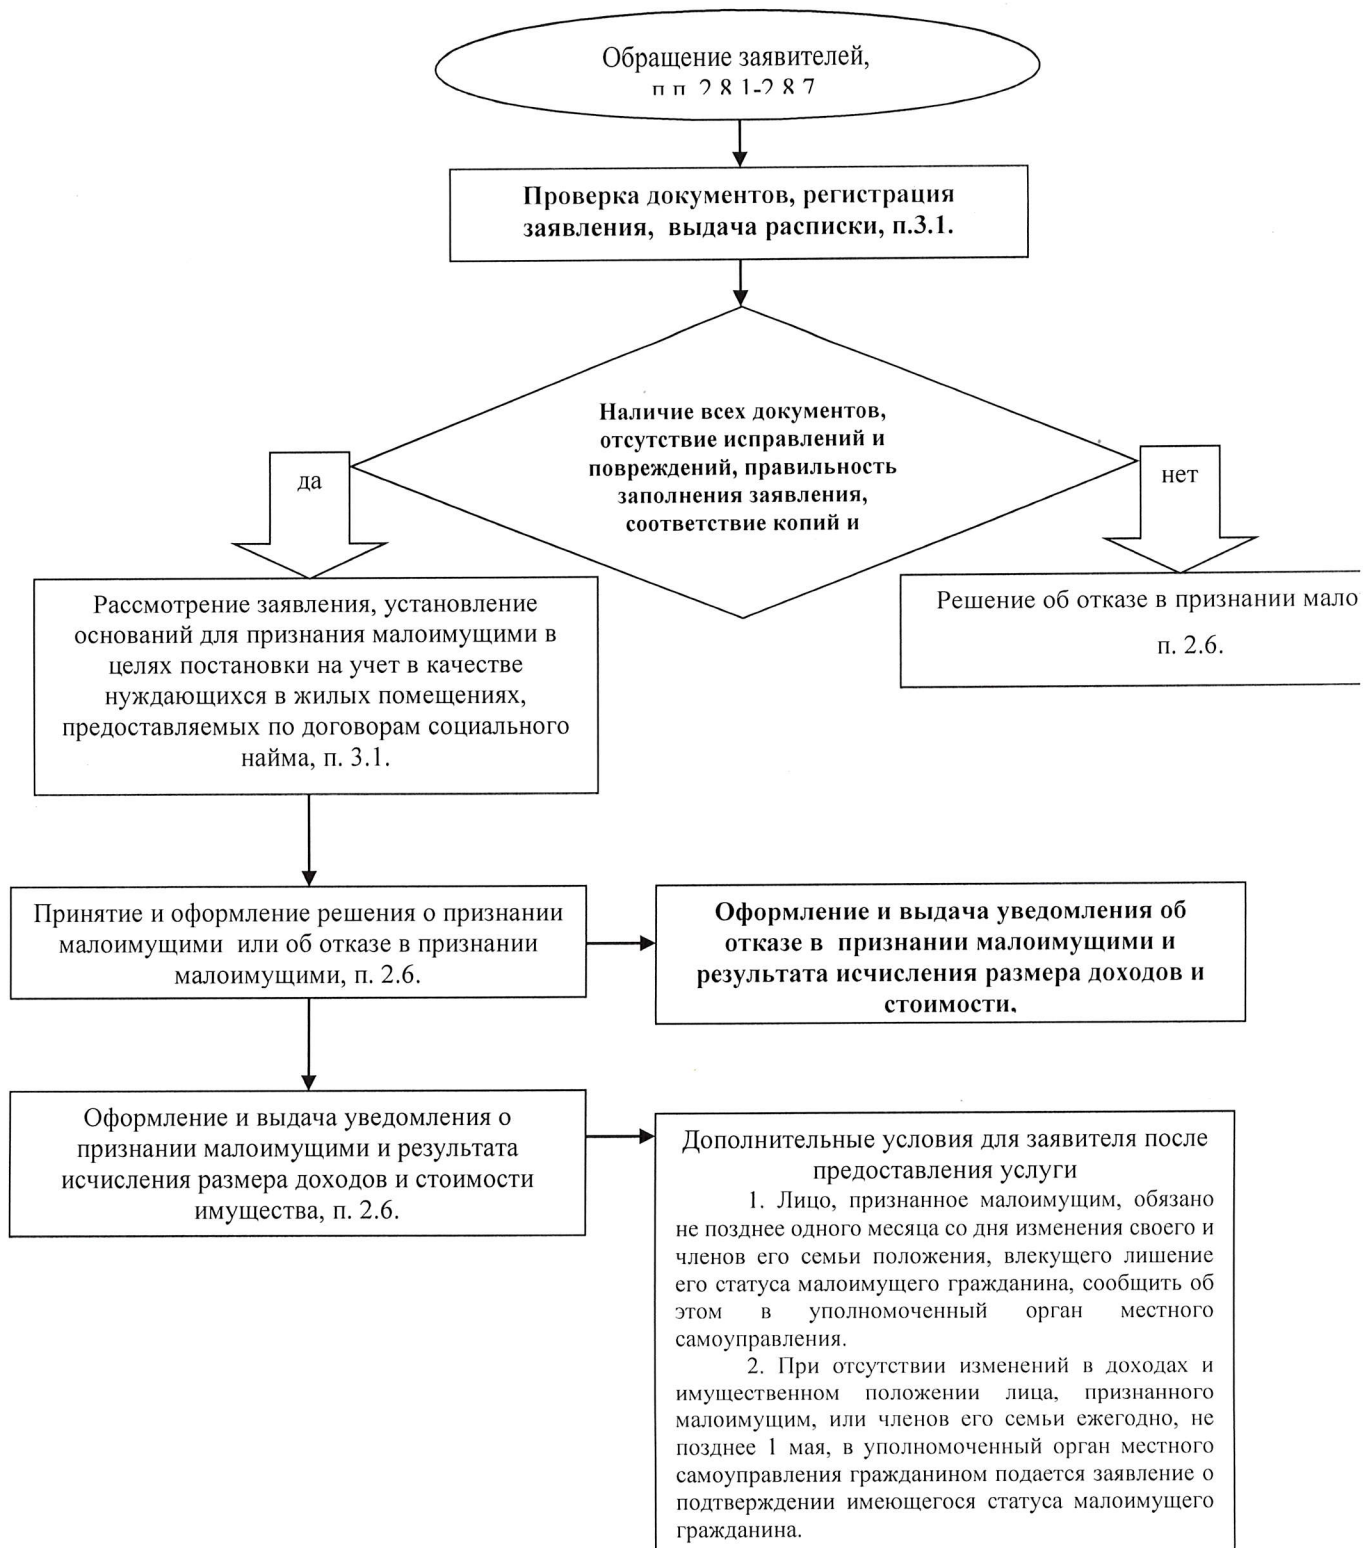 Обращение заявителей,
п.п. 2.8.1-2.8.7
Проверка документов, регистрация
заявления, выдача расписки, п.3.1.
Наличие всех документов,
отсутствие исправлений и
повреждений, правильность
заполнения заявления,
соответствие копий и
да
нет
Рассмотрение заявления, установление
оснований для признания малоимущими в
целях постановки на учет в качестве
нуждающихся в жилых помещениях,
предоставляемых по договорам социального
найма, п. 3.1.
Решение об отказе в признании мало
п. 2.6.
Принятие и оформление решения о признании
малоимущими или об отказе в признании
малоимущими, п. 2.6.
Оформление и выдача уведомления об
отказе в признании малоимущими и
результата исчисления размера доходов и
стоимости.
Оформление и выдача уведомления о
признании малоимущими и результата
исчисления размера доходов и стоимости
имущества, п. 2.6.
Дополнительные условия для заявителя после
предоставления услуги
1. Лицо, признанное малоимущим, обязано
не позднее одного месяца со дня изменения своего и
членов его семьи положения, влекущего лишение
его статуса малоимущего гражданина, сообщить об
этом в уполномоченный орган местного
самоуправления.
2. При отсутствии изменений в доходах и
имущественном положении лица, признанного
малоимущим, или членов его семьи ежегодно, не
позднее 1 мая, в уполномоченный орган местного
самоуправления гражданином подается заявление о
подтверждении имеющегося статуса малоимущего
гражданина.